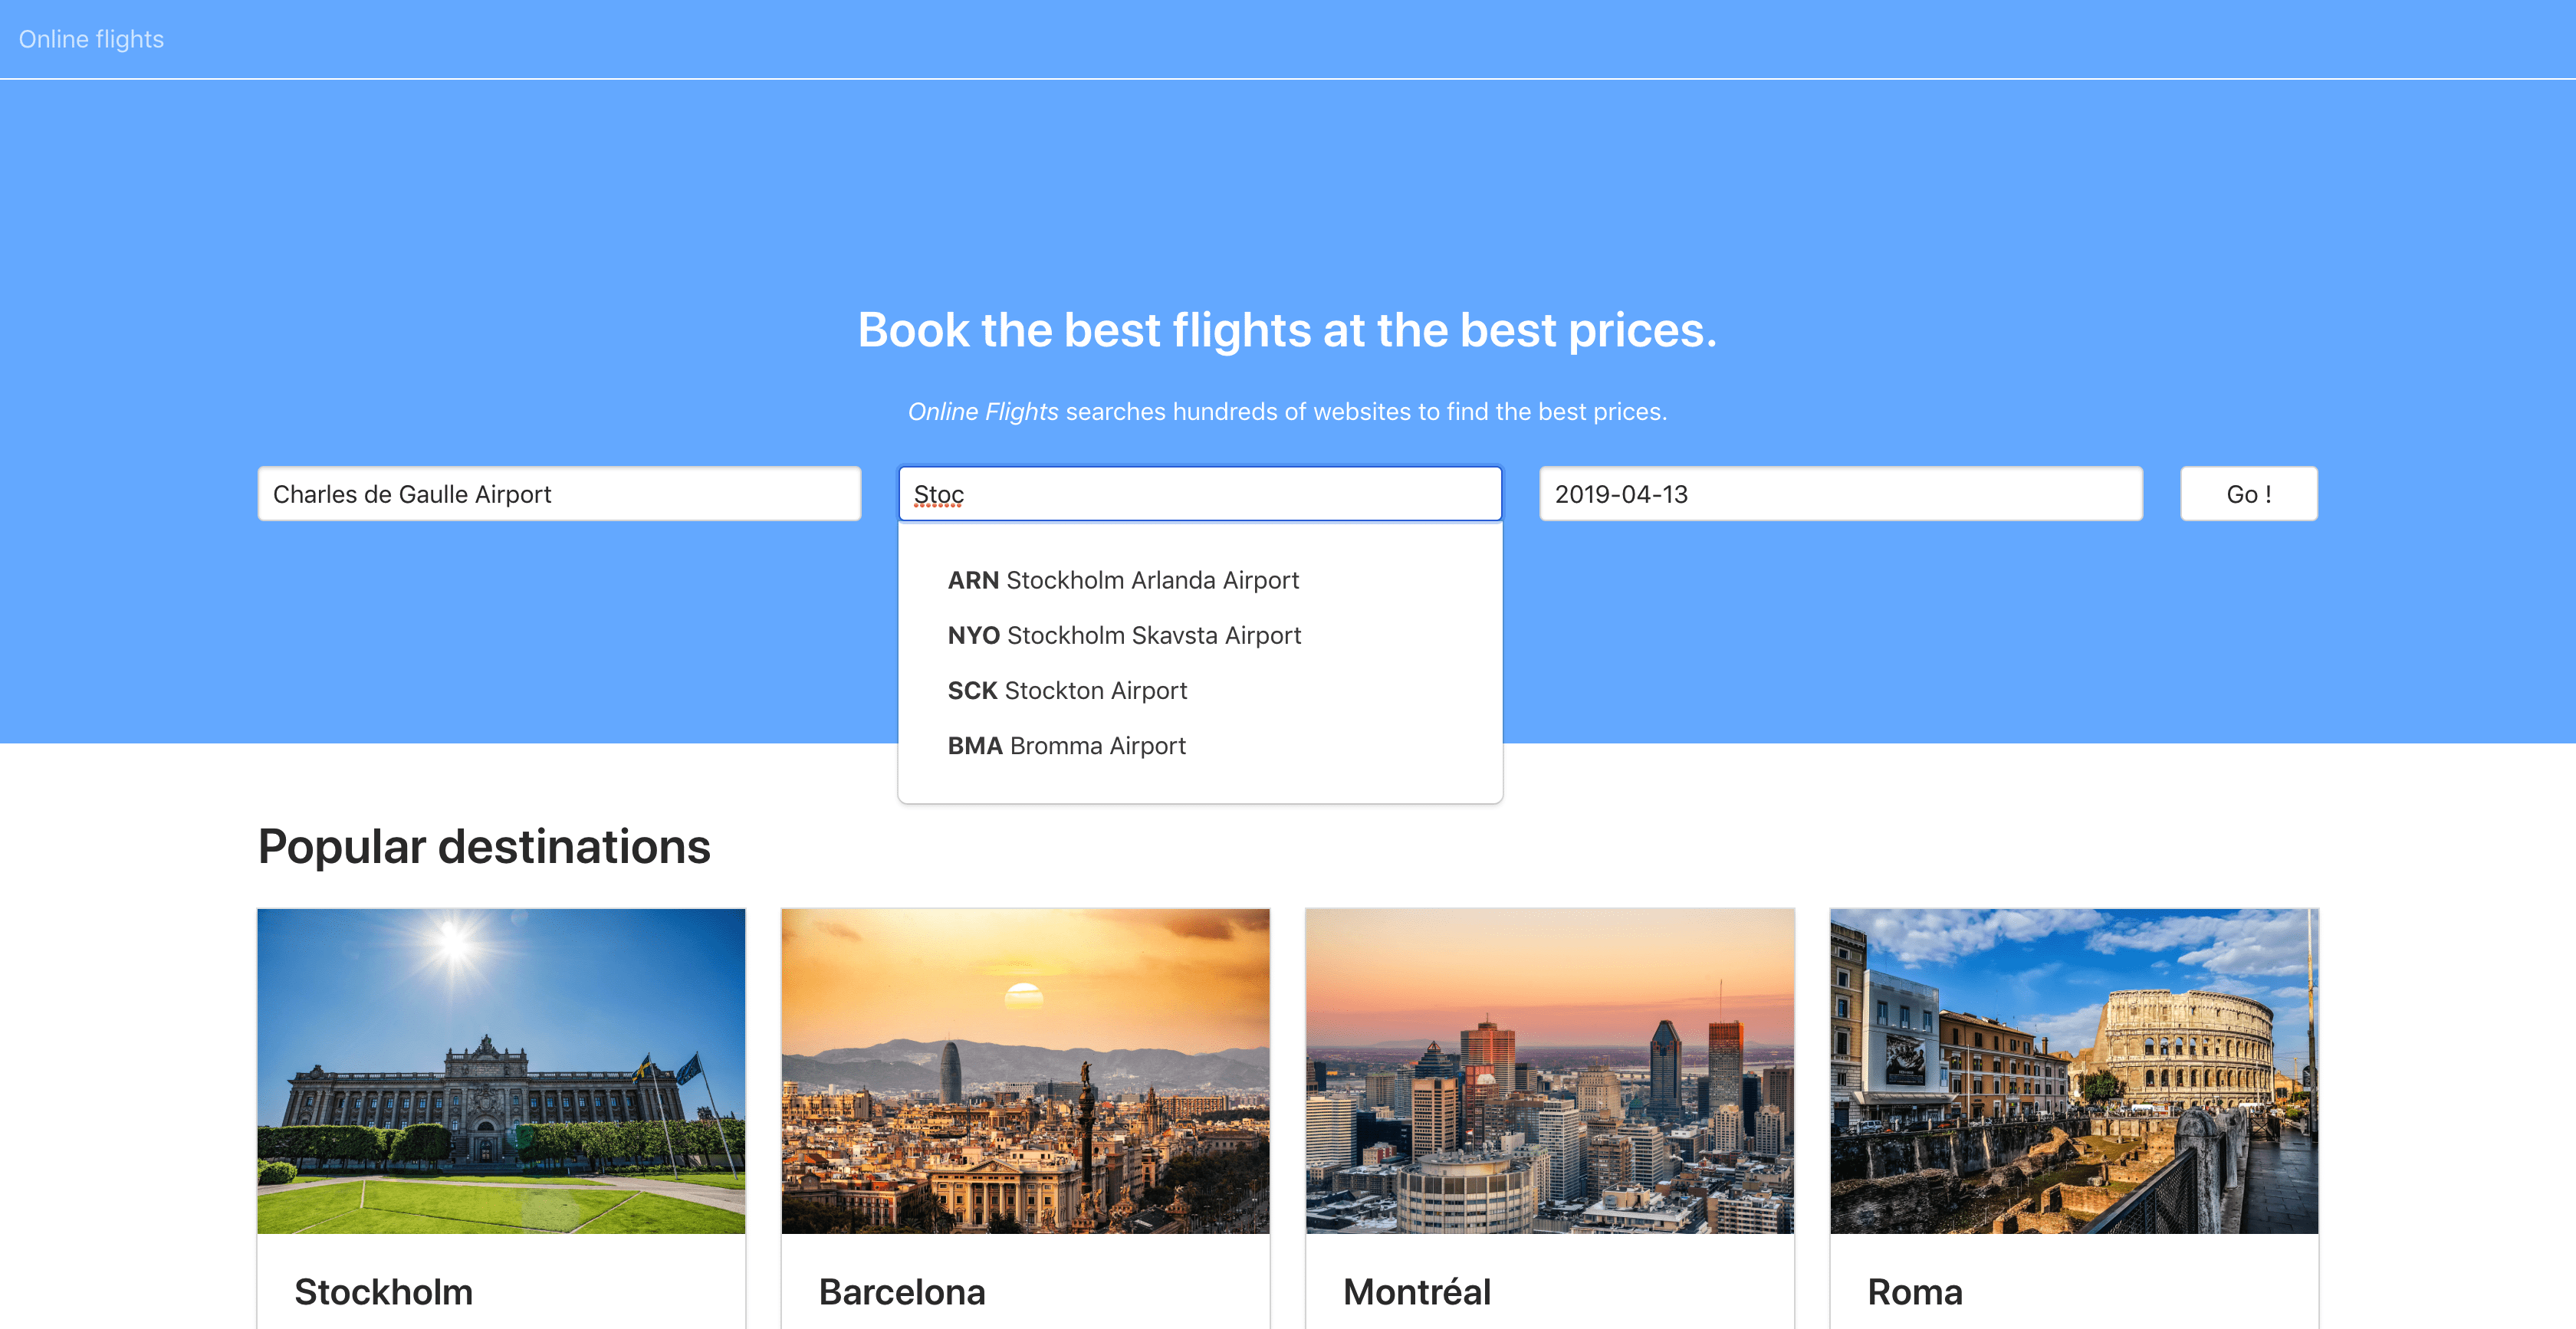 Online flights
Book the best flights at the best prices.
Online Flights searches hundreds of websites to find the best prices.
Charles de Gaulle Airport
Stoc
2019-04-13
Go !
ARN Stockholm Arlanda Airport
NYO Stockholm Skavsta Airport
SCK Stockton Airport
BMA Bromma Airport
Popular destinations
Stockholm
Barcelona
Montréal
Roma